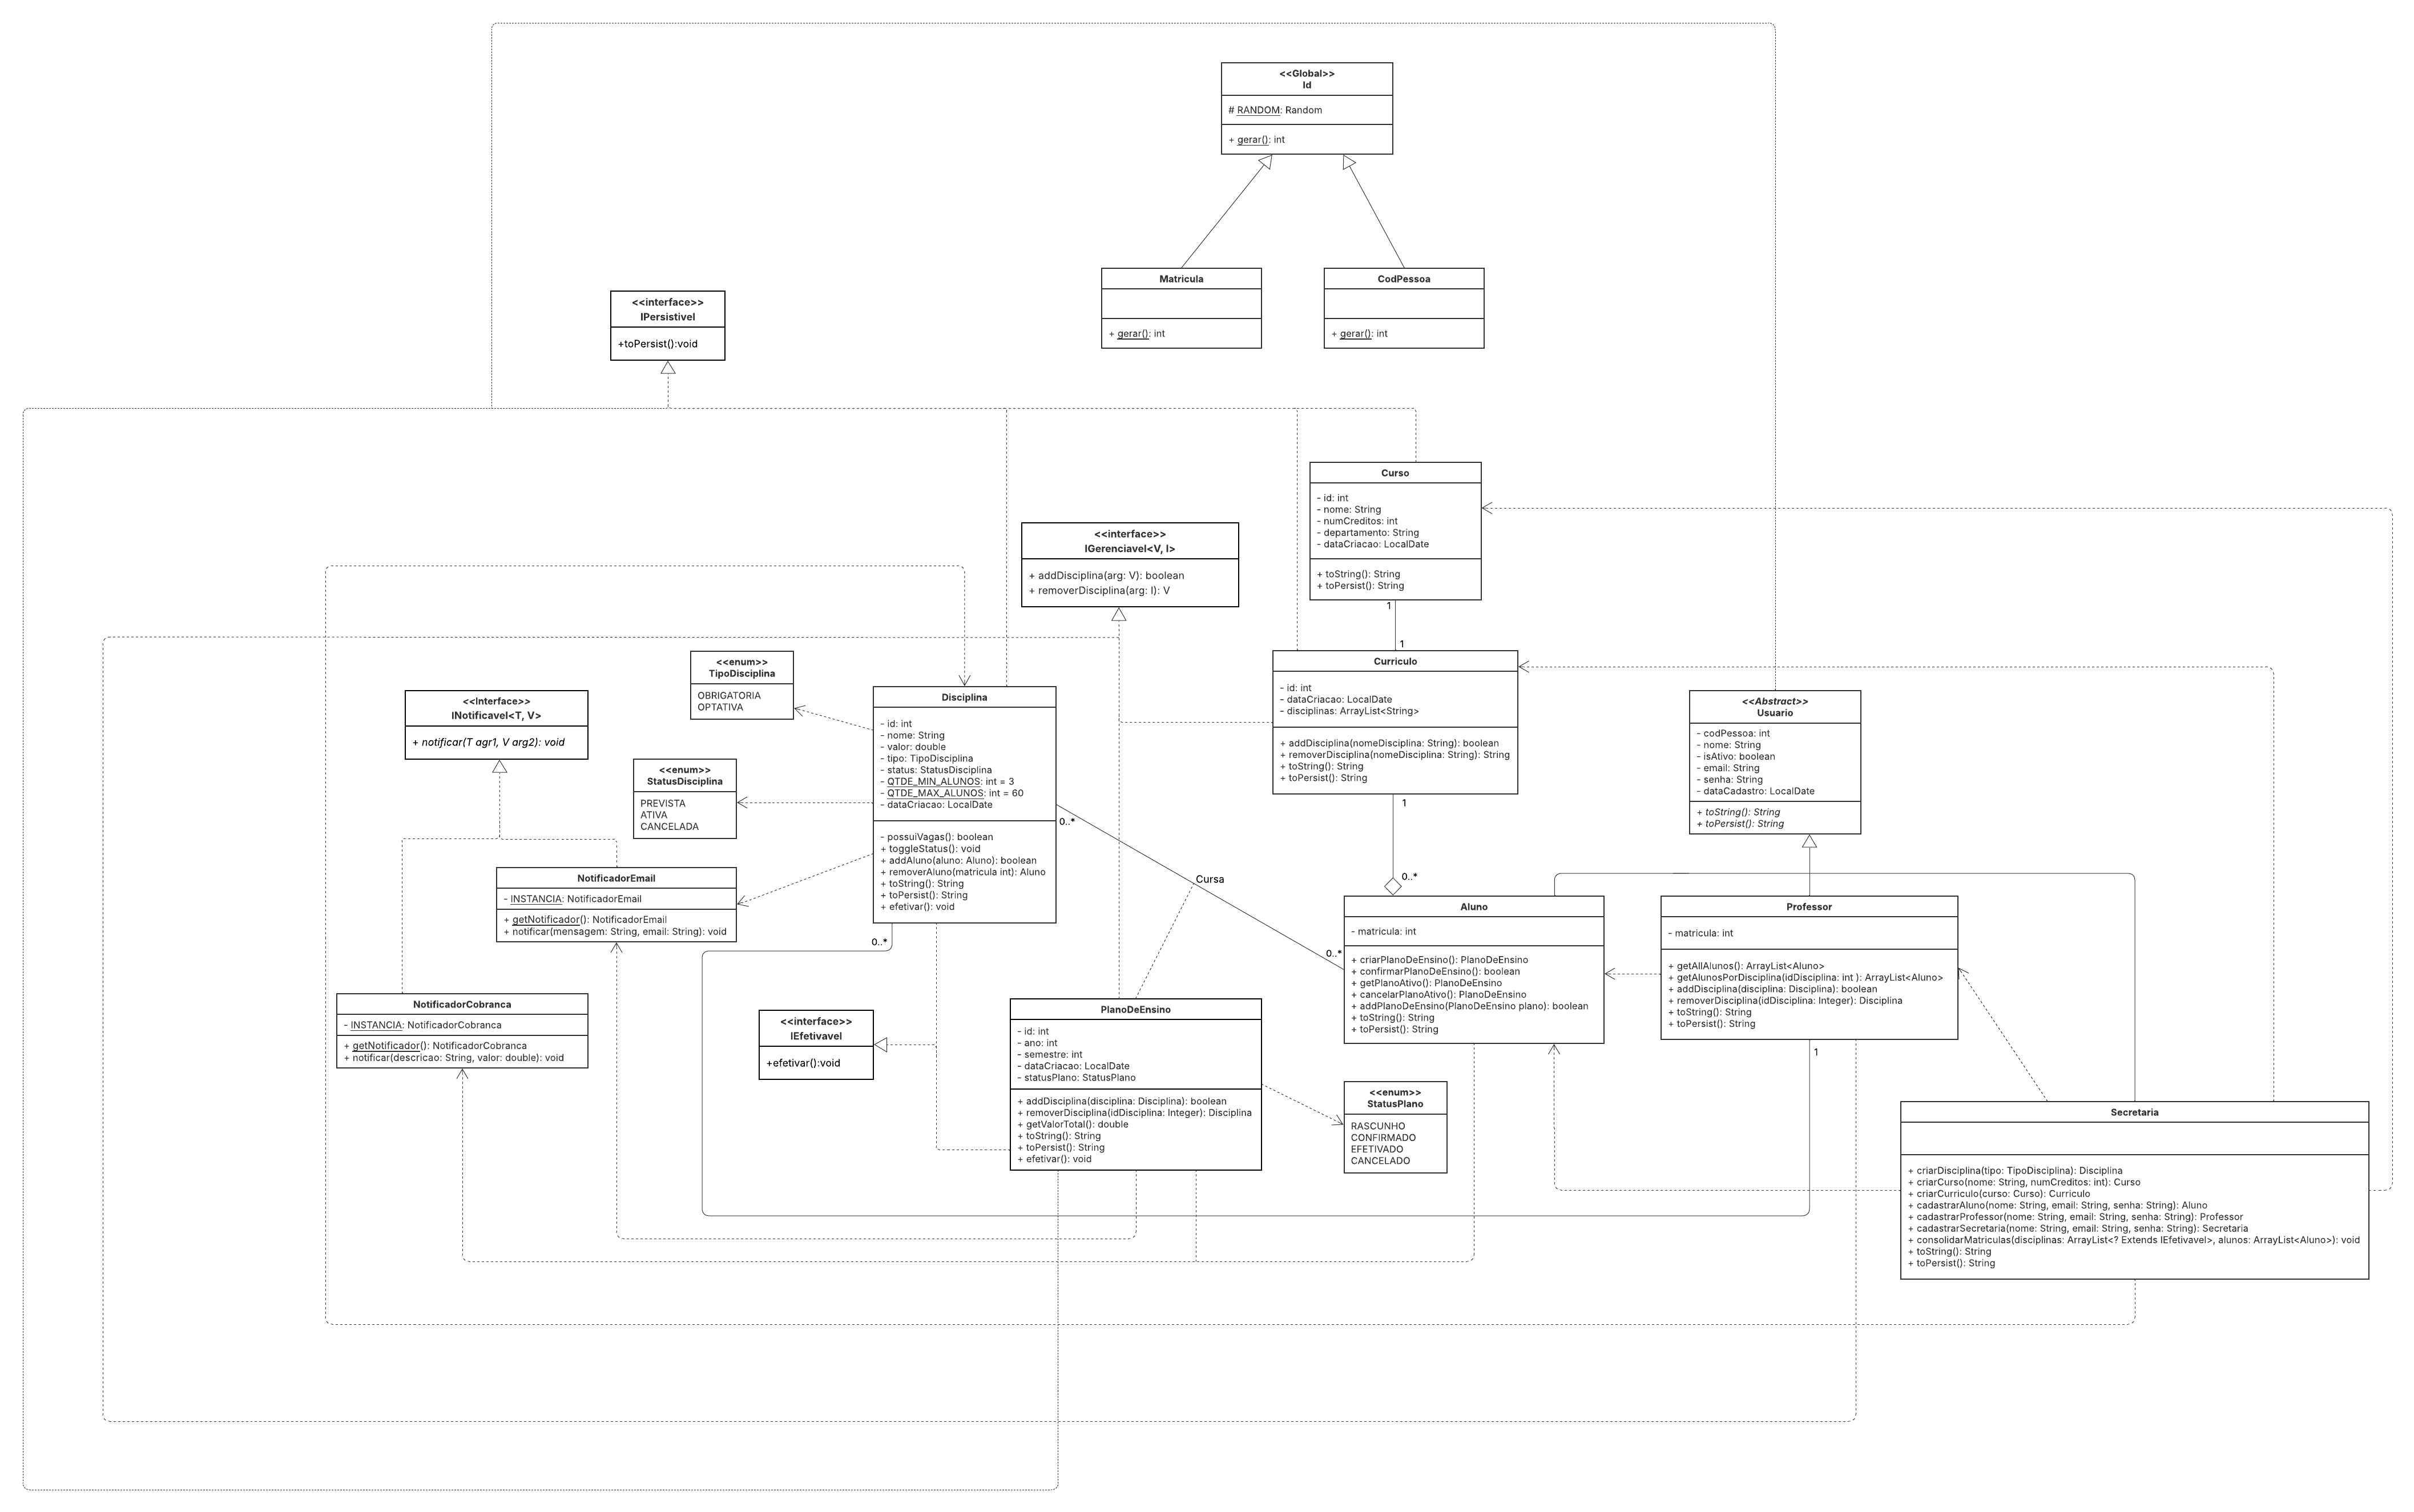 <<Global>>
Id
# RANDOM: Random
+ gerar(): int
Matricula
+ gerar(): int
CodPessoa
+ gerar(): int
<<interface>>
IPersistivel
+toPersist():void
Curso
- id: int
- nome: String
- numCreditos: int
- departamento: String
- dataCriacao: LocalDate
+ toString(): String
+ toPersist(): String
1
1
<<interface>>
IGerenciavel<V, I>
+ addDisciplina(arg: V): boolean
+ removerDisciplina(arg: I): V
Curriculo
- id: int
- dataCriacao: LocalDate
- disciplinas: ArrayList<String>
+ addDisciplina(nomeDisciplina: String): boolean
+ removerDisciplina(nomeDisciplina: String): String
+ toString(): String
+ toPersist(): String
1
0..*
<<enum>>
TipoDisciplina
OBRIGATORIA
OPTATIVA
<<Interface>>
INotificavel<T, V>
+ notificar(T agr1, V arg2): void
<<enum>>
StatusDisciplina
PREVISTA
ATIVA
CANCELADA
Disciplina
- id: int
- nome: String
- valor: double
- tipo: TipoDisciplina
- status: StatusDisciplina
- QTDE_MIN_ALUNOS: int = 3
- QTDE_MAX_ALUNOS: int = 60
- dataCriacao: LocalDate
- possuiVagas(): boolean
+ toggleStatus(): void
+ addAluno(aluno: Aluno): boolean
+ removerAluno(matricula int): Aluno
+ toString(): String
+ toPersist(): String
+ efetivar(): void
0..*
0..*
Cursa
0..*
<<Abstract>>
Usuario
- codPessoa: int
- nome: String
- isAtivo: boolean
- email: String
- senha: String
- dataCadastro: LocalDate
+ toString(): String
+ toPersist(): String
NotificadorEmail
- INSTANCIA: NotificadorEmail
+ getNotificador(): NotificadorEmail
+ notificar(mensagem: String, email: String): void
NotificadorCobranca
- INSTANCIA: NotificadorCobranca
+ getNotificador(): NotificadorCobranca
+ notificar(descricao: String, valor: double): void
<<interface>>
IEfetivavel
+efetivar():void
PlanoDeEnsino
- id: int
- ano: int
- semestre: int
- dataCriacao: LocalDate
- statusPlano: StatusPlano
+ addDisciplina(disciplina: Disciplina): boolean
+ removerDisciplina(idDisciplina: Integer): Disciplina
+ getValorTotal(): double
+ toString(): String
+ toPersist(): String
+ efetivar(): void
Aluno
- matricula: int
+ criarPlanoDeEnsino(): PlanoDeEnsino
+ confirmarPlanoDeEnsino(): boolean
+ getPlanoAtivo(): PlanoDeEnsino
+ cancelarPlanoAtivo(): PlanoDeEnsino
+ addPlanoDeEnsino(PlanoDeEnsino plano): boolean
+ toString(): String
+ toPersist(): String
Professor
- matricula: int
+ getAllAlunos(): ArrayList<Aluno>
+ getAlunosPorDisciplina(idDisciplina: int ): ArrayList<Aluno>
+ addDisciplina(disciplina: Disciplina): boolean
+ removerDisciplina(idDisciplina: Integer): Disciplina
+ toString(): String
+ toPersist(): String
1
<<enum>>
StatusPlano
RASCUNHO
CONFIRMADO
EFETIVADO
CANCELADO
Secretaria
+ criarDisciplina(tipo: TipoDisciplina): Disciplina
+ criarCurso(nome: String, numCreditos: int): Curso
+ criarCurriculo(curso: Curso): Curriculo
+ cadastrarAluno(nome: String, email: String, senha: String): Aluno
+ cadastrarProfessor(nome: String, email: String, senha: String): Professor
+ cadastrarSecretaria(nome: String, email: String, senha: String): Secretaria
+ consolidarMatriculas(disciplinas: ArrayList<? Extends IEfetivavel>, alunos: ArrayList<Aluno>): void
+ toString(): String
+ toPersist(): String